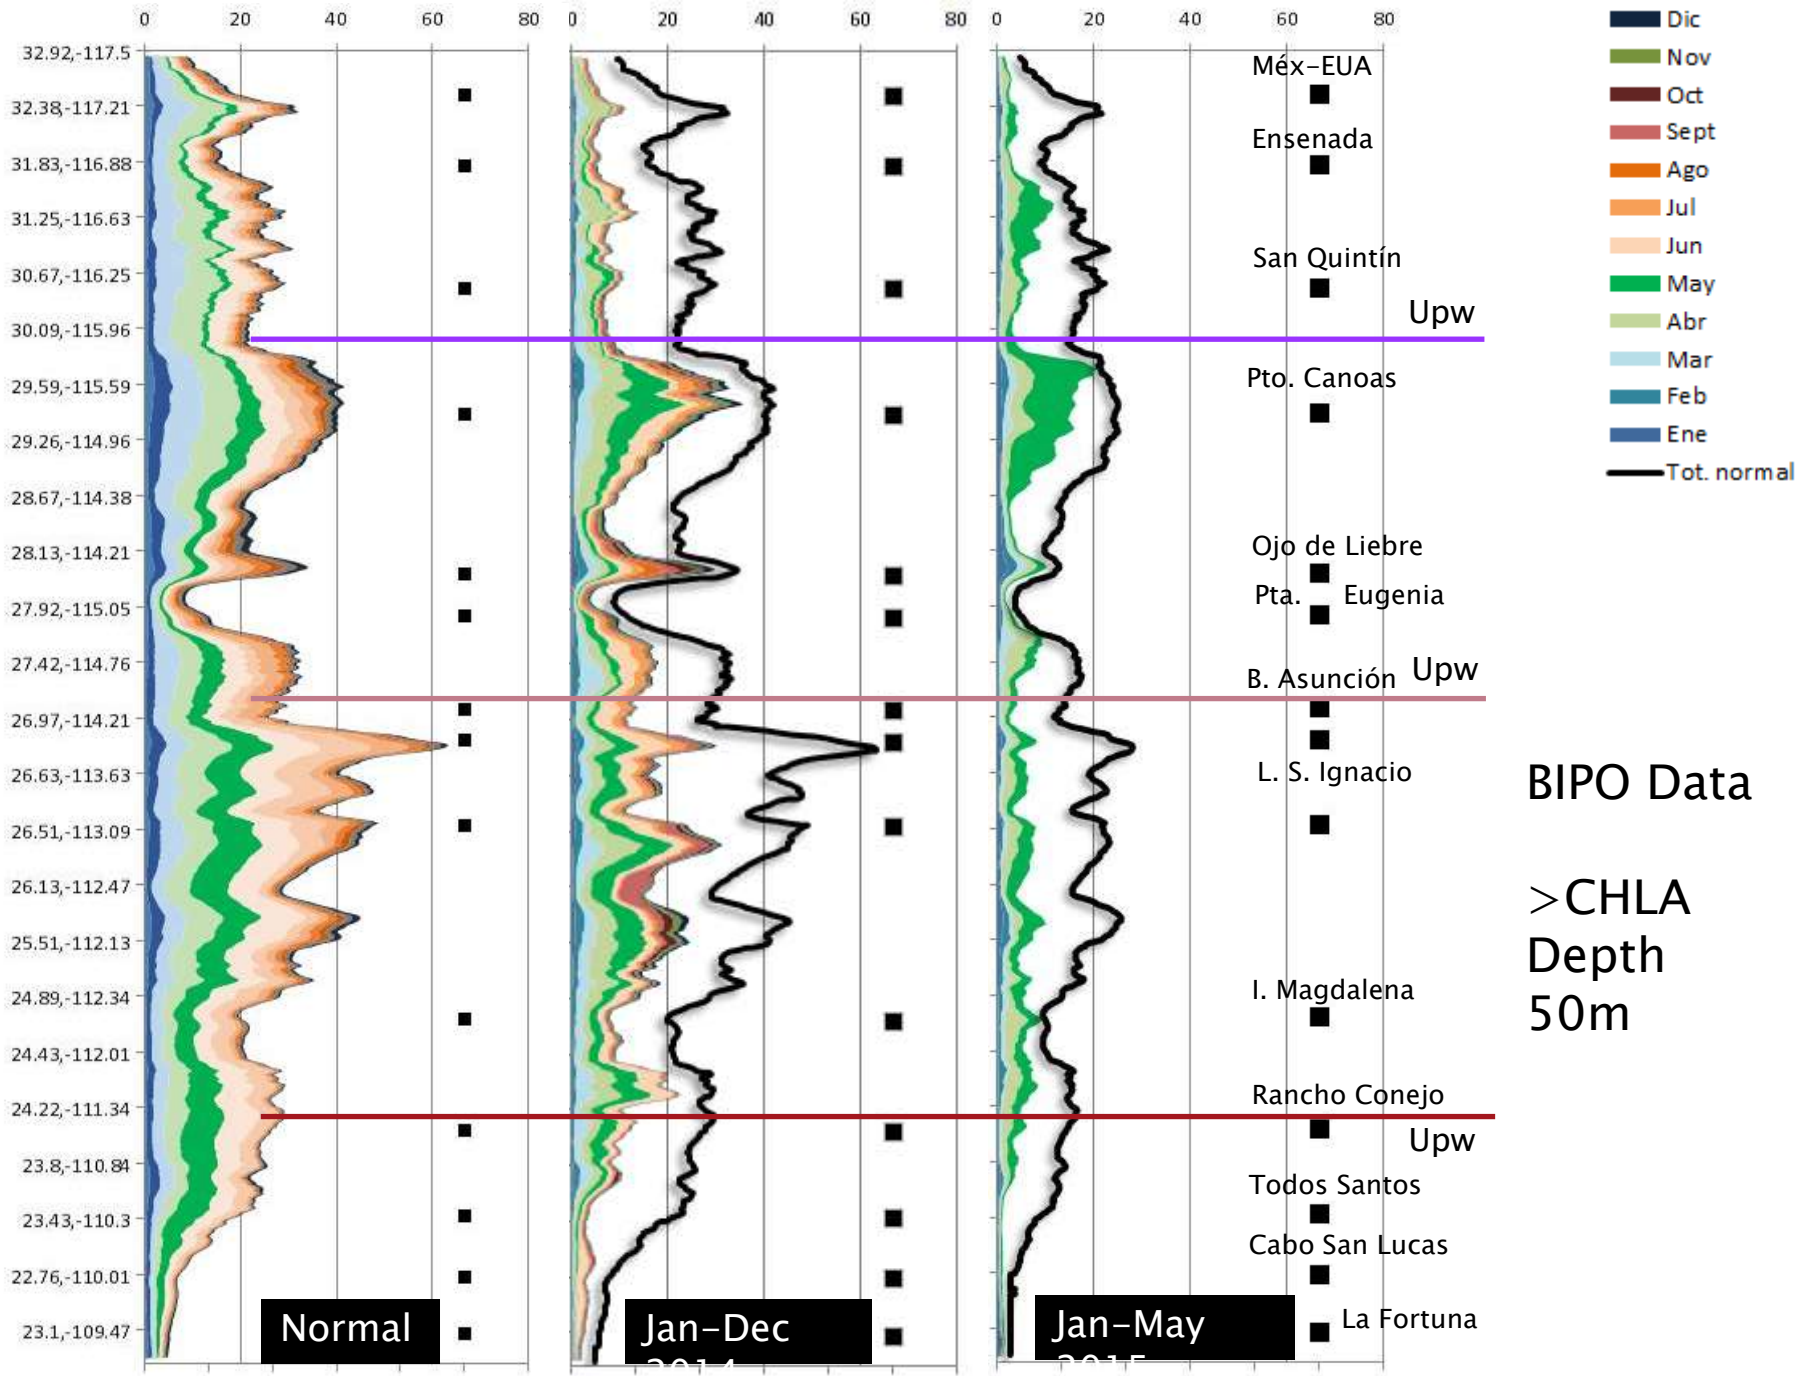 0 20 40 60 80
0 20 40 60 80
0 20 40 60 80
32.92,-117.5
32.38,-117.21
31.83,-116.88
31.25,-116.63
30.67,-116.25
30.09,-115.96
29.59,-115.59
29.26,-114.96
28.67,-114.38
28.13,-114.21
27.92,-115.05
27.42,-114.76
26.97,-114.21
26.63,-113.63
26.51,-113.09
26.13,-112.47
25.51,-112.13
24.89,-112.34
24.43,-112.01
24.22,-111.34
23.8,-110.84
23.43,-110.3
22.76,-110.01
23.1,-109.47
Méx-EUA
Ensenada
San Quintín
Upw
Pto. Canoas
Ojo de Liebre
Pta. Eugenia
B. Asunción
Upw
L. S. Ignacio
I. Magdalena
Rancho Conejo
Upw
Todos Santos
Cabo San Lucas
La Fortuna
Normal
Jan-Dec
2014
Jan-May
2015
Dic
Nov
Oct
Sept
Ago
Jul
Jun
May
Abr
Mar
Feb
Ene
Tot. normal
BIPO Data
>CHLA
Depth
50m